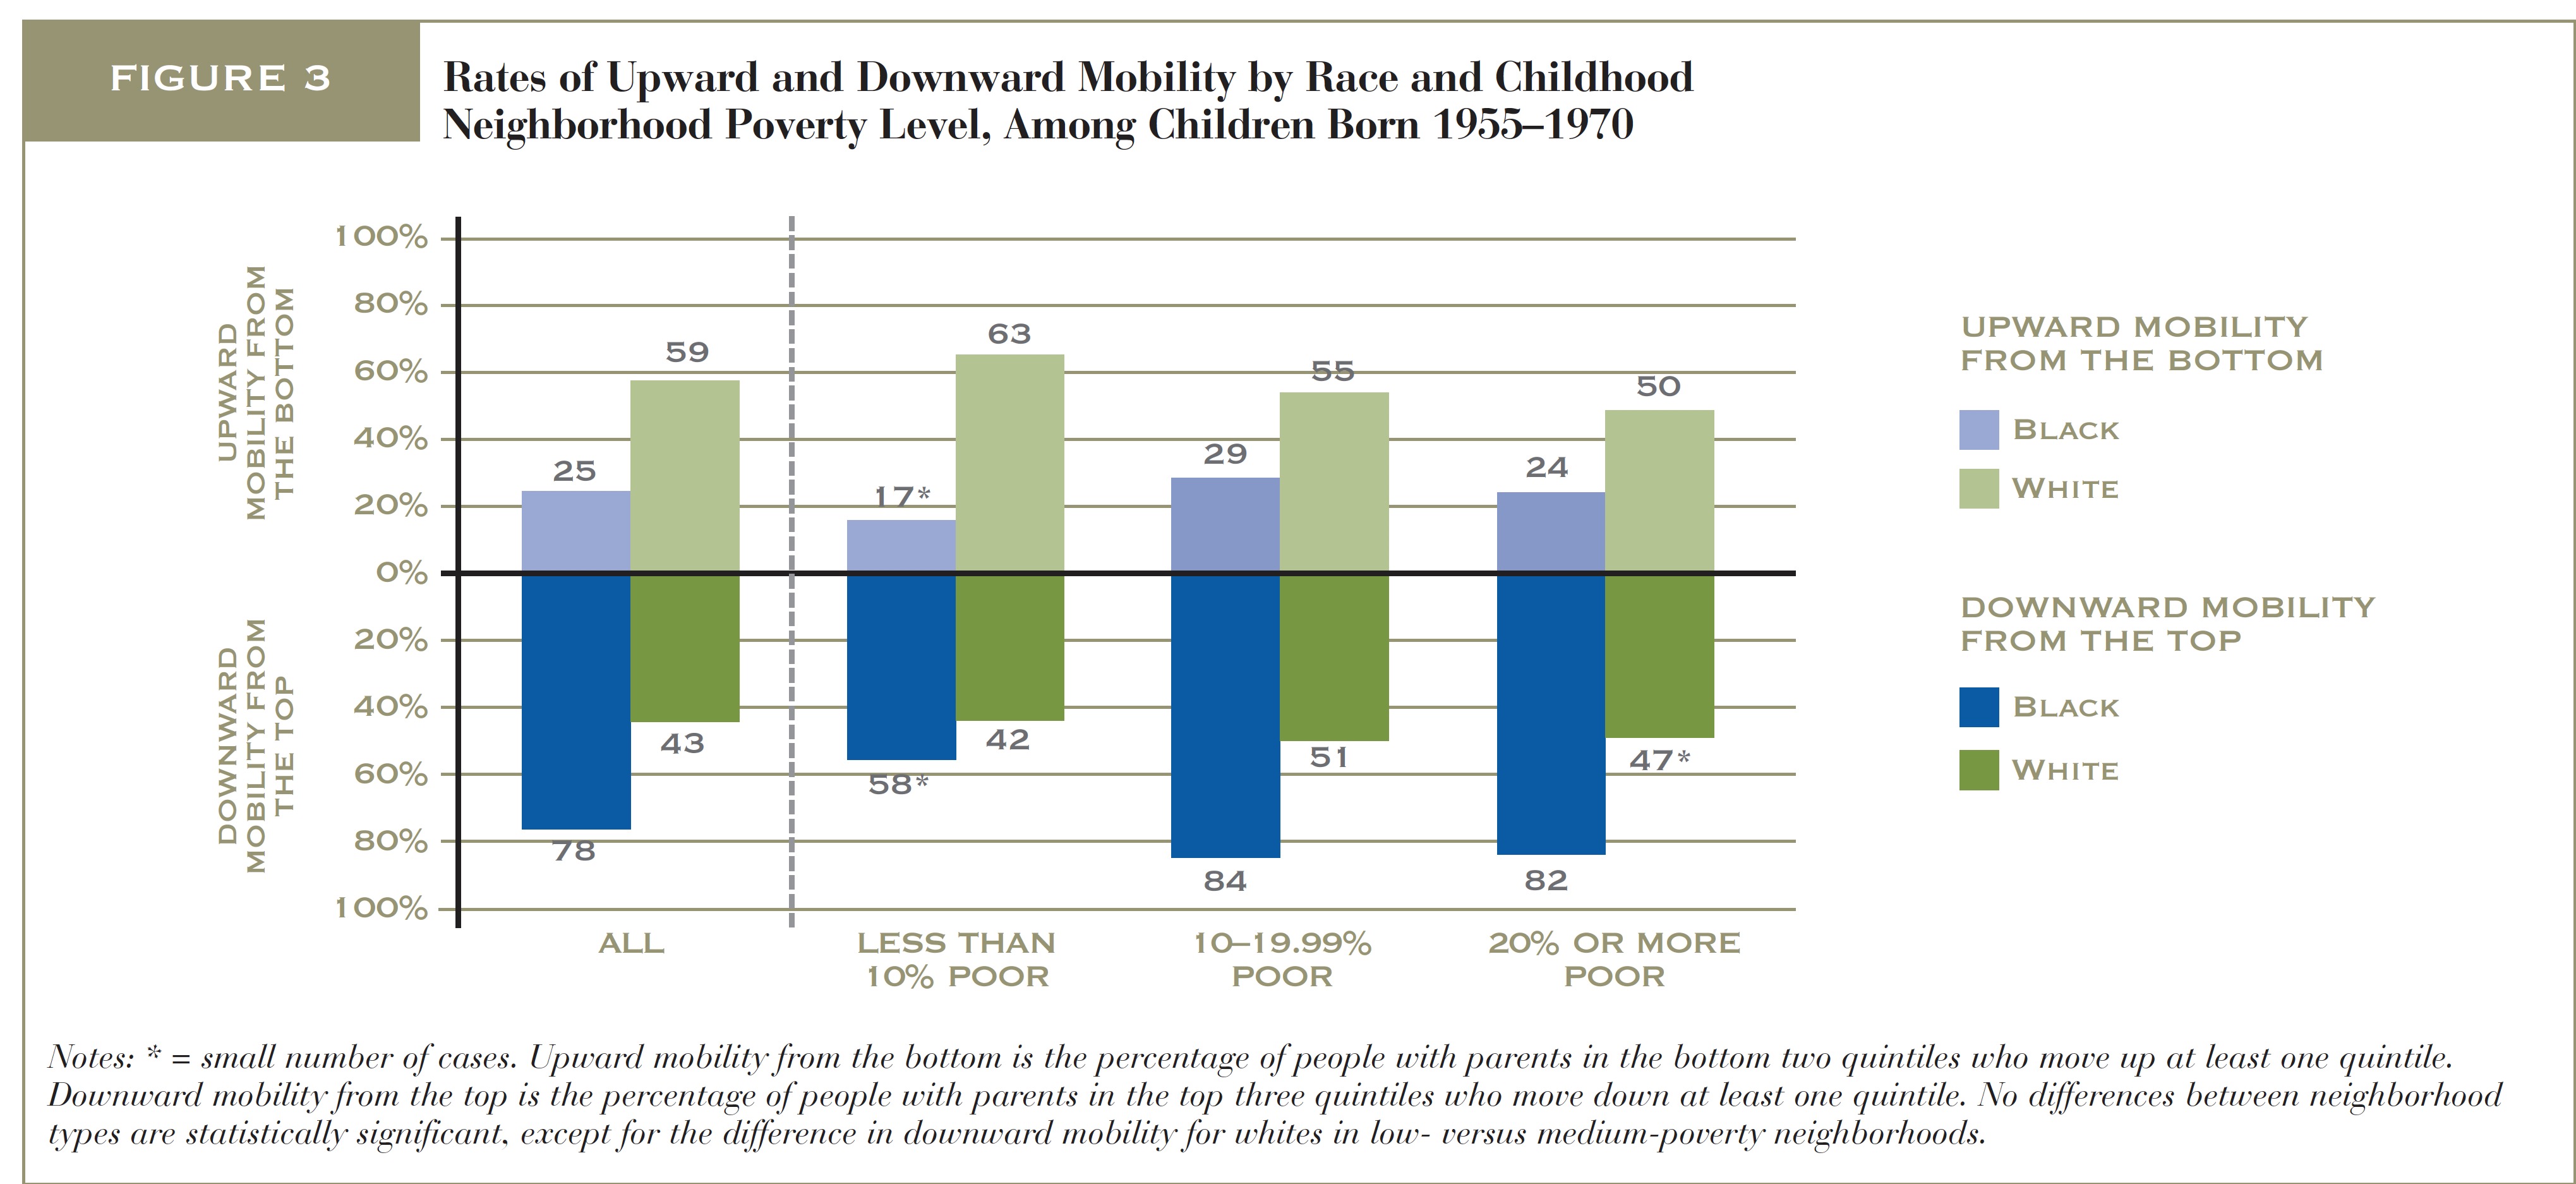 FIGURE 3
Rates of Upward and Downward Mobility by Race and Childhood
Neighborhood Poverty Level, Among Children Born 1955–1970
UPWARD
MOBILITY FROM
THE BOTTOM
100%
80%
60%
40%
20%
0%
20%
40%
60%
80%
100%
DOWNWARD
MOBILITY FROM
THE TOP
25
59
17*
63
29
55
24
50
78
43
58*
42
84
51
82
47*
ALL
LESS THAN
10% POOR
10–19.99%
POOR
20% OR MORE
POOR
UPWARD MOBILITY
FROM THE BOTTOM
BLACK
WHITE
DOWNWARD MOBILITY
FROM THE TOP
BLACK
WHITE
Notes: * = small number of cases. Upward mobility from the bottom is the percentage of people with parents in the bottom two quintiles who move up at least one quintile.
Downward mobility from the top is the percentage of people with parents in the top three quintiles who move down at least one quintile. No differences between neighborhood
types are statistically significant, except for the difference in downward mobility for whites in low- versus medium-poverty neighborhoods.